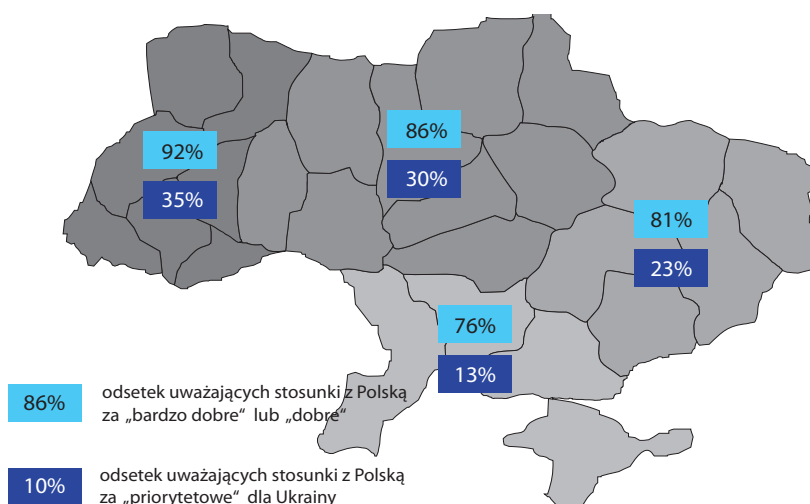 86%
92%
30%
35%
81%
23%
76%
13%
86%
odsetek uważających stosunki z Polską
za „bardzo dobre“ lub „dobre“
10%
odsetek uważających stosunki z Polską
za „priorytetowe“ dla Ukrainy